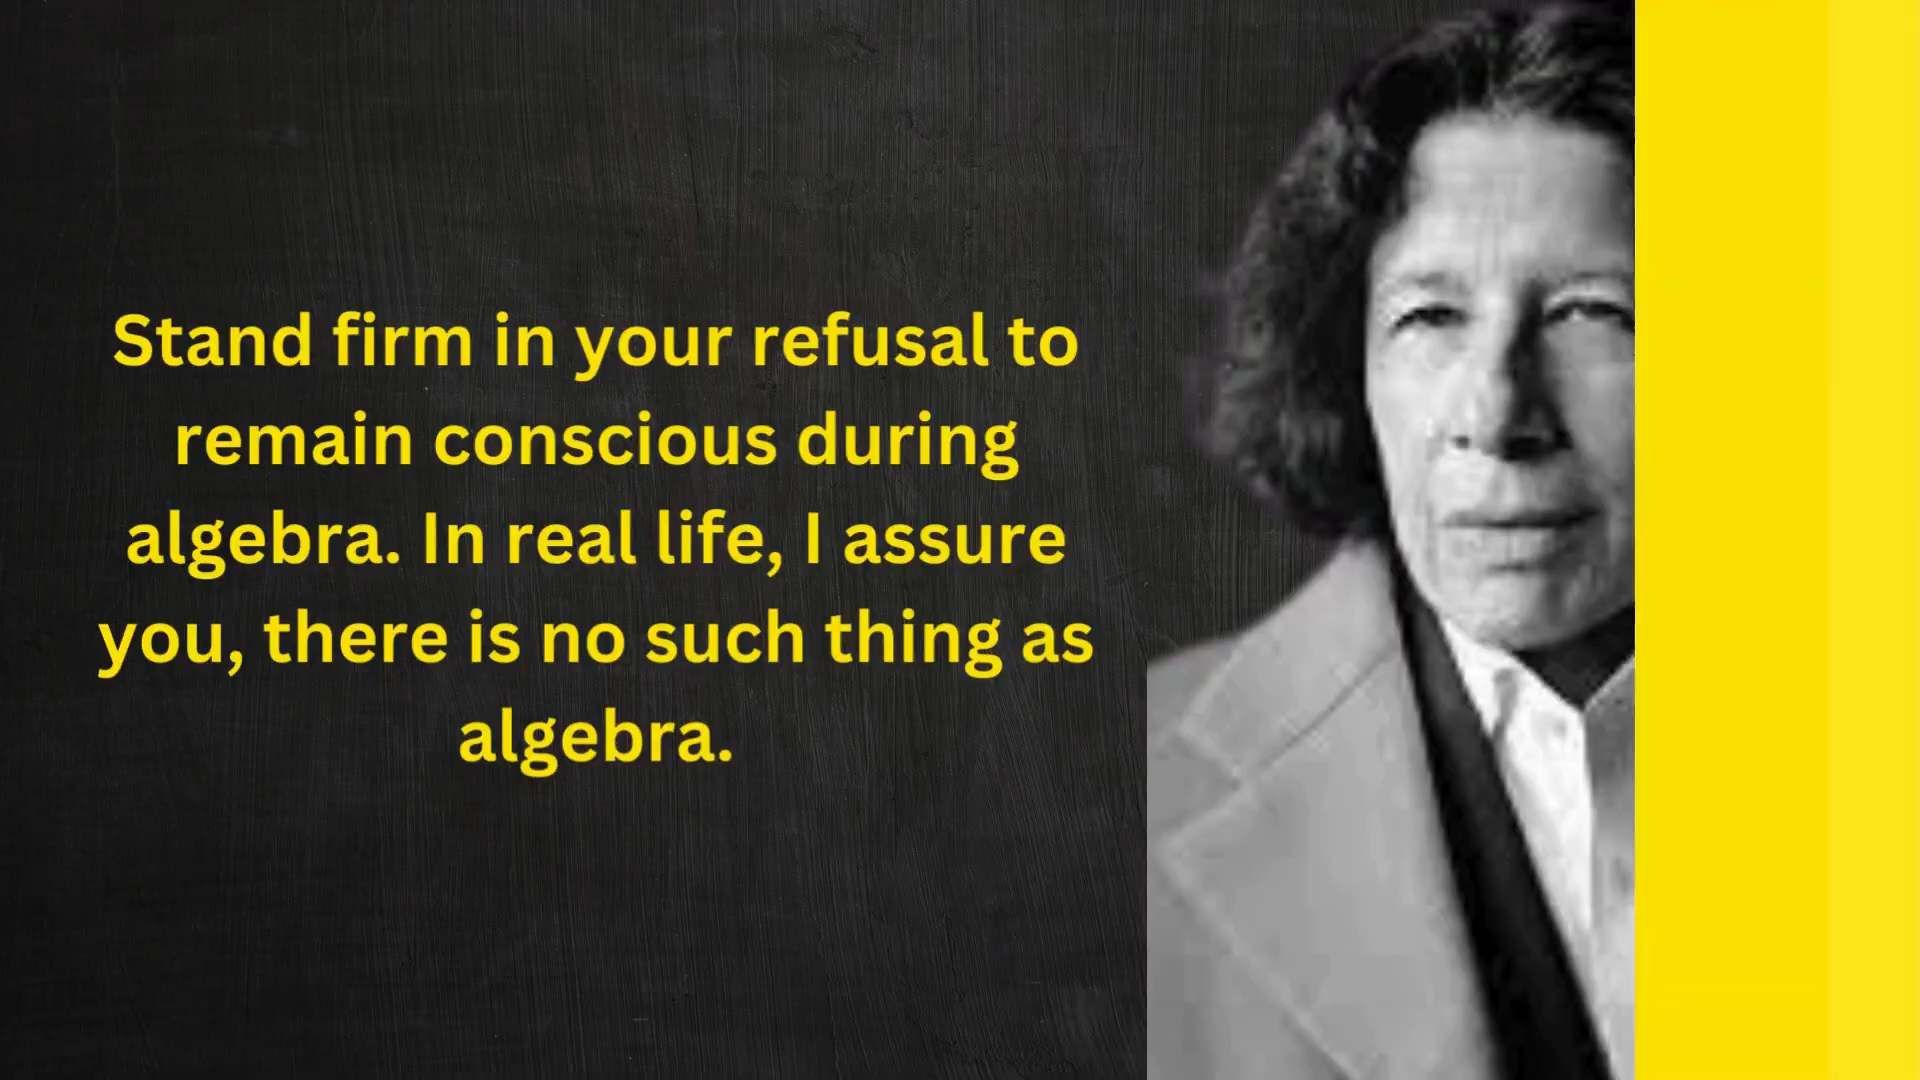 Stand firm in your refusal to
remain conscious during
algebra. In real life, I assure
you, there is no such thing as
algebra.